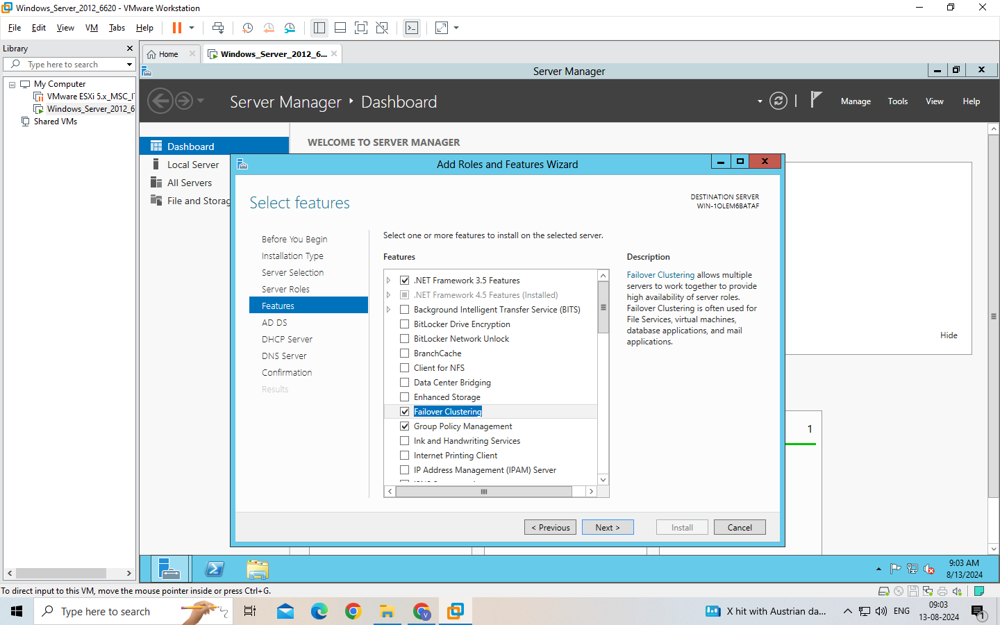 Windows_Server_2012_6620 - VMware Workstation
File Edit View VM Tabs Help
Library
Type here to search
My Computer
VMware ESXi 5.x_MSC_I
Windows_Server_2012_6
Shared VMs
Home
Windows_Server_2012_6...
Server Manager
Server Manager Dashboard
Manage Tools View Help
Dashboard
Local Server
All Servers
File and Storag
WELCOME TO SERVER MANAGER
Hide
1
Add Roles and Features Wizard
Select features
DESTINATION SERVER
WIN-1OLEM6BATAF
Before You Begin
Installation Type
Server Selection
Server Roles
Features
AD DS
DHCP Server
DNS Server
Confirmation
Results
Select one or more features to install on the selected server.
Features
.NET Framework 3.5 Features
.NET Framework 4.5 Features (Installed)
Background Intelligent Transfer Service (BITS)
BitLocker Drive Encryption
BitLocker Network Unlock
BranchCache
Client for NFS
Data Center Bridging
Enhanced Storage
Failover Clustering
Group Policy Management
Ink and Handwriting Services
Internet Printing Client
IP Address Management (IPAM) Server
Description
Failover Clustering allows multiple
servers to work together to provide
high availability of server roles.
Failover Clustering is often used for
File Services, virtual machines,
database applications, and mail
applications.
< Previous Next > Install Cancel
9:03 AM
8/13/2024
To direct input to this VM, move the mouse pointer inside or press Ctrl+G.
Type here to search
X hit with Austrian da...
ENG
09:03
13-08-2024
1